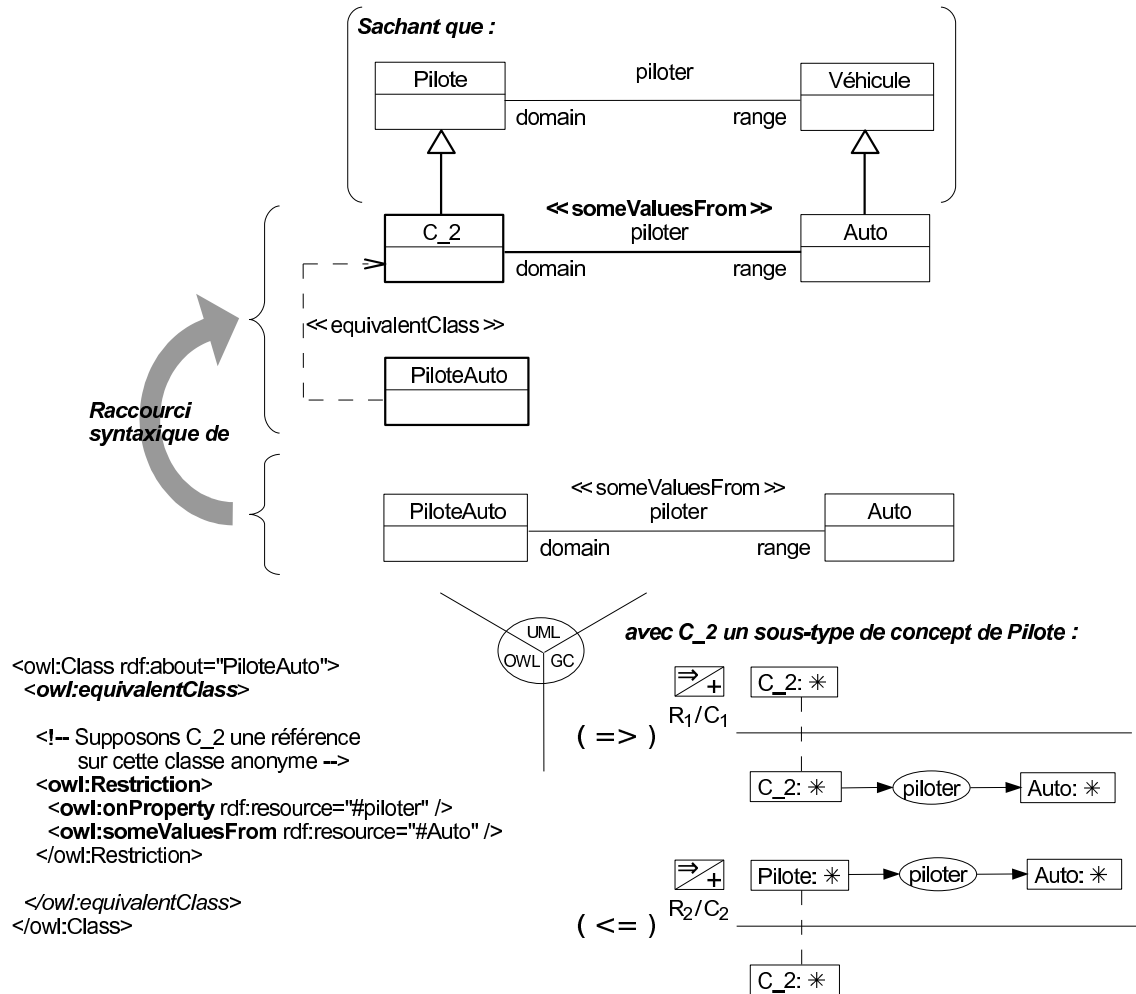 Sachant que :
Pilote
piloter
Véhicule
domain
range
<< someValuesFrom >>
C_2
piloter
Auto
domain
range
<< equivalentClass >>
PiloteAuto
Raccourci
syntaxique de
<< someValuesFrom >>
PiloteAuto
piloter
Auto
domain
range
UML
OWL
GC
<owl:Class rdf:about="PiloteAuto">
<owl:equivalentClass>
<!-- Supposons C_2 une référence
sur cette classe anonyme -->
<owl:Restriction>
<owl:onProperty rdf:resource="#piloter" />
<owl:someValuesFrom rdf:resource="#Auto" />
</owl:Restriction>
</owl:equivalentClass>
</owl:Class>
avec C_2 un sous-type de concept de Pilote :
⇒ +
C_2: ✳
R1/C1
( => )
C_2: ✳
piloter
Auto: ✳
⇒ +
Pilote: ✳
piloter
Auto: ✳
R2/C2
( <= )
C_2: ✳